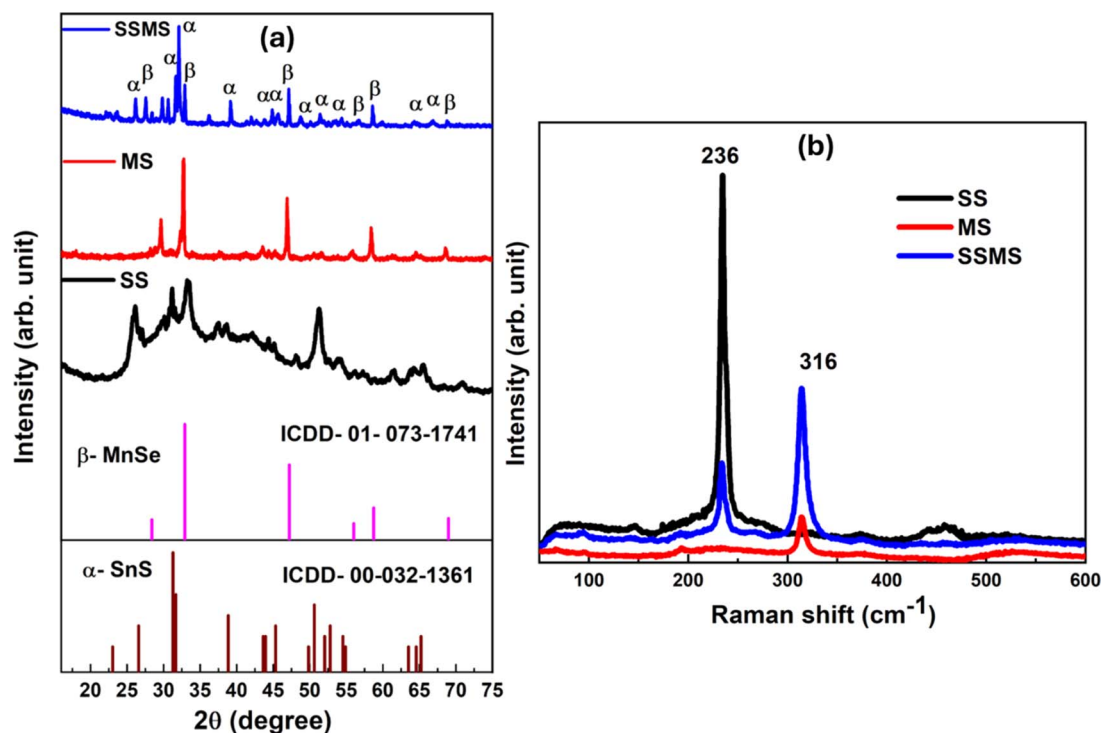 (a)
SSMS
α β α α β α α α β α α α β β α α β
MS
SS
β- MnSe
ICDD- 01- 073-1741
α- SnS
ICDD- 00-032-1361
Intensity (arb. unit)
20 25 30 35 40 45 50 55 60 65 70 75
2θ (degree)
(b)
236
316
SS
MS
SSMS
Intensity (arb. unit)
100 200 300 400 500 600
Raman shift (cm⁻¹)